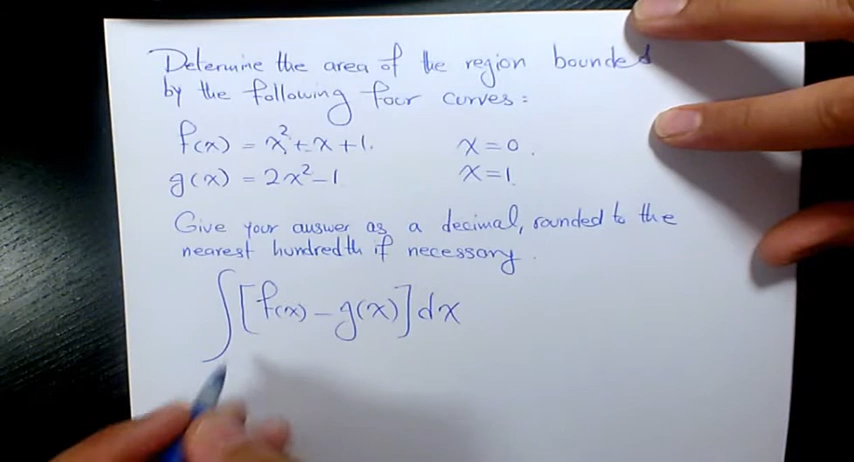 Determine the area of the region bounded
by the following four curves:
f(x) = x²+x+1. x=0.
g(x) = 2x²-1 x=1.
Give your answer as a decimal, rounded to the
nearest hundredth if necessary.
∫[f(x)-g(x)]dx